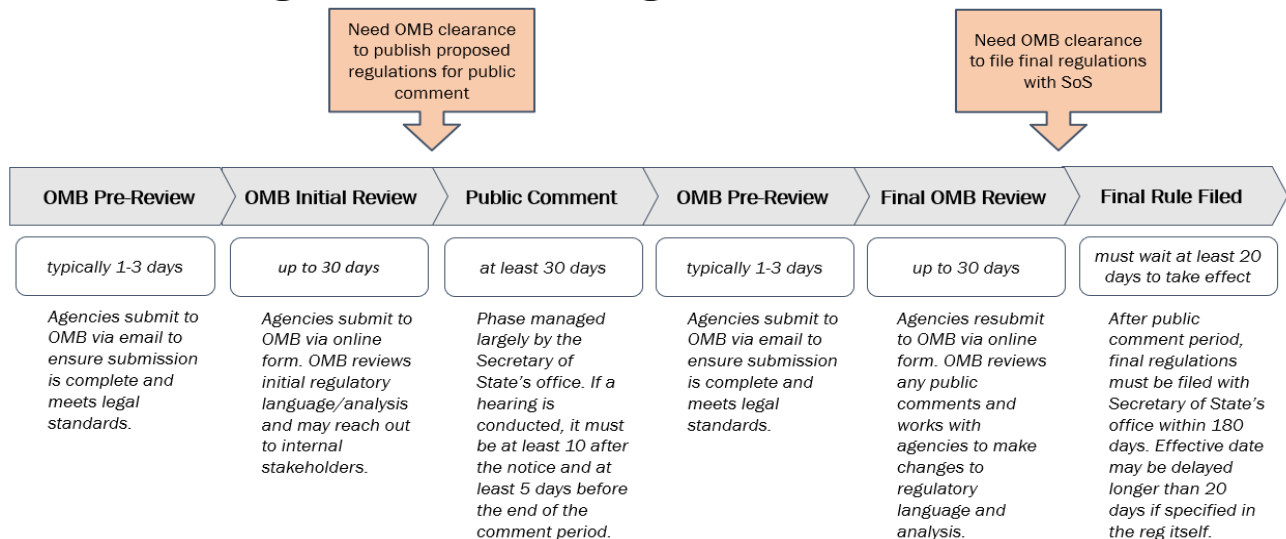 Need OMB clearance
to publish proposed
regulations for public
comment
Need OMB clearance
to file final regulations
with SoS
OMB Pre-Review
OMB Initial Review
Public Comment
OMB Pre-Review
Final OMB Review
Final Rule Filed
typically 1-3 days
up to 30 days
at least 30 days
typically 1-3 days
up to 30 days
must wait at least 20
days to take effect
Agencies submit to
OMB via email to
ensure submission
is complete and
meets legal
standards.
Agencies submit to
OMB via online
form. OMB reviews
initial regulatory
language/analysis
and may reach out
to internal
stakeholders.
Phase managed
largely by the
Secretary of
State's office. If a
hearing is
conducted, it must
be at least 10 after
the notice and at
least 5 days before
the end of the
comment period.
Agencies submit to
OMB via email to
ensure submission
is complete and
meets legal
standards.
Agencies resubmit
to OMB via online
form. OMB reviews
any public
comments and
works with
agencies to make
changes to
regulatory
language and
analysis.
After public
comment period,
final regulations
must be filed with
Secretary of State's
office within 180
days. Effective date
may be delayed
longer than 20
days if specified in
the reg itself.